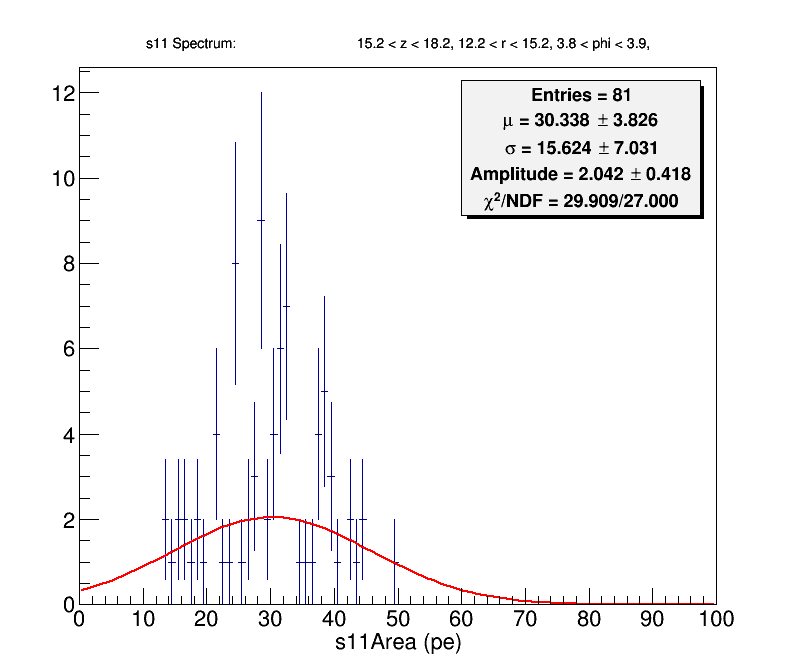 s11 Spectrum: 15.2 < z < 18.2, 12.2 < r < 15.2, 3.8 < phi < 3.9,
Entries = 81
μ = 30.338 ± 3.826
σ = 15.624 ± 7.031
Amplitude = 2.042 ± 0.418
χ²/NDF = 29.909/27.000
12
10
8
6
4
2
0
0 10 20 30 40 50 60 70 80 90 100
s11Area (pe)